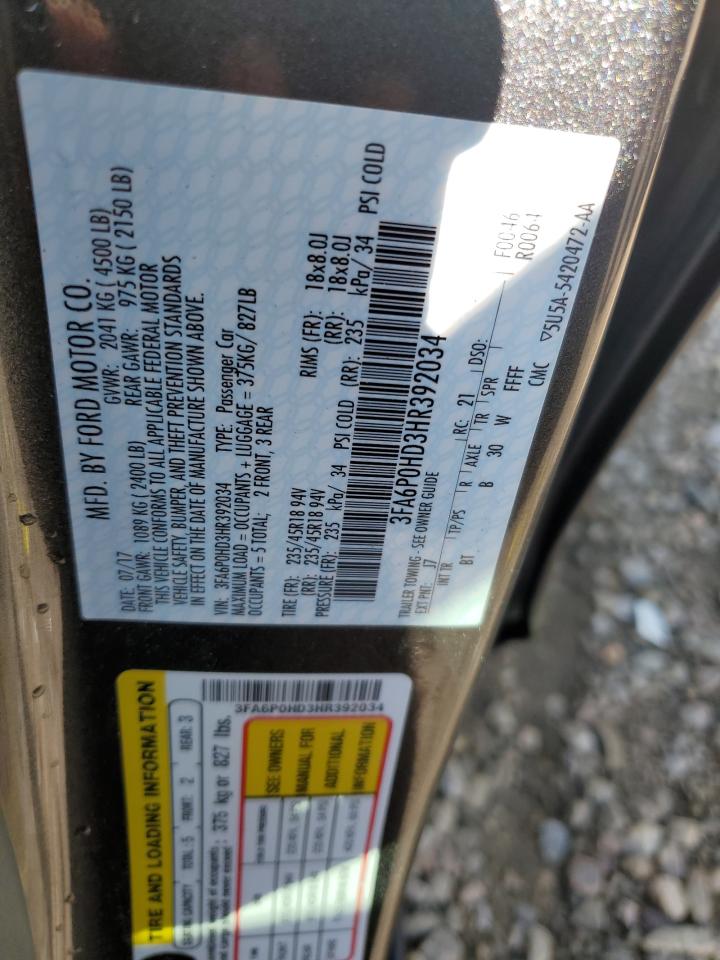 MFD. BY FORD MOTOR CO.
DATE: 07/17 GVWR: 2041 KG ( 4500 LB)
FRONT GAWR: 1089 KG ( 2400 LB) REAR GAWR: 975 KG ( 2150 LB)
THIS VEHICLE CONFORMS TO ALL APPLICABLE FEDERAL MOTOR
VEHICLE SAFETY, BUMPER, AND THEFT PREVENTION STANDARDS
IN EFFECT ON THE DATE OF MANUFACTURE SHOWN ABOVE.
VIN: 3FA6P0HD3HR392034 TYPE: Passenger Car
MAXIMUM LOAD = OCCUPANTS + LUGGAGE = 375KG/ 827LB
OCCUPANTS = 5 TOTAL: 2 FRONT, 3 REAR
TIRE (FR): 235/45R18 94V RIMS (FR): 18x8.0J
(RR): 235/45R18 94V (RR): 18x8.0J
PRESSURE (FR): 235 kPa/ 34 PSI COLD (RR): 235 kPa/ 34 PSI COLD
3FA6P0HD3HR392034
TRAILER TOWING - SEE OWNER GUIDE
EXT PNT: J7 RC: 21 DSO: F0046
R0064
INT TR TP/PS R AXLE TR SPR
BT B 30 W FFFF
CMC ▽5U5A-5420472-AA
TIRE AND LOADING INFORMATION
SEATING CAPACITY TOTAL: 5 FRONT: 2 REAR: 3
375 kg or 827 lbs.
3FA6P0HD3HR392034
SEE OWNERS
MANUAL FOR
ADDITIONAL
INFORMATION